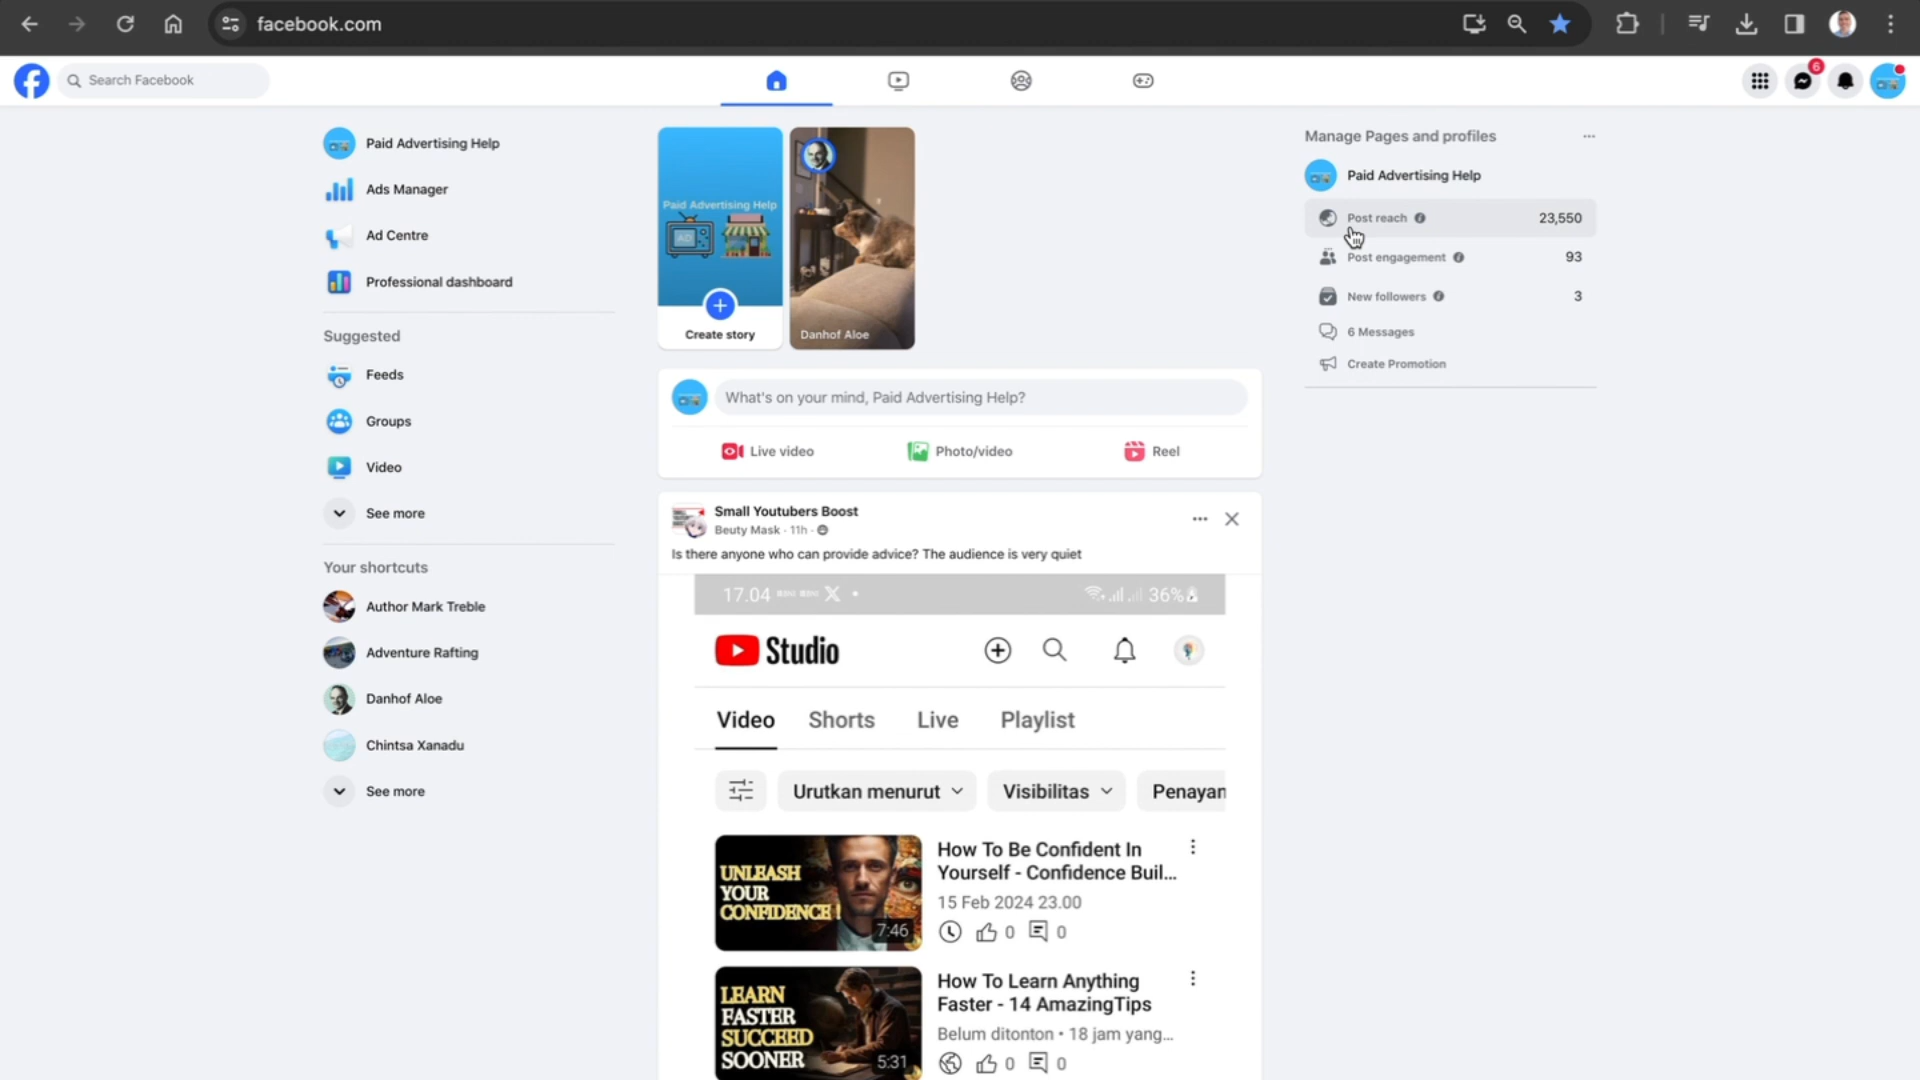 facebook.com
Search Facebook
6
Paid Advertising Help
Ads Manager
Ad Centre
Professional dashboard
Suggested
Feeds
Groups
Video
See more
Your shortcuts
Author Mark Treble
Adventure Rafting
Danhof Aloe
Chintsa Xanadu
See more
Paid Advertising Help
AD
Create story
Danhof Aloe
What's on your mind, Paid Advertising Help?
Live video
Photo/video
Reel
Small Youtubers Boost
Beuty Mask · 11h ·
Is there anyone who can provide advice? The audience is very quiet
17.04
36%
Studio
Video Shorts Live Playlist
Urutkan menurut Visibilitas Penayan
UNLEASH
YOUR
CONFIDENCE !
7:46
How To Be Confident In
Yourself - Confidence Buil...
15 Feb 2024 23.00
0 0
LEARN
FASTER
SUCCEED
SOONER
5:31
How To Learn Anything
Faster - 14 AmazingTips
Belum ditonton • 18 jam yang...
0 0
Manage Pages and profiles
Paid Advertising Help
Post reach 23,550
Post engagement 93
New followers 3
6 Messages
Create Promotion